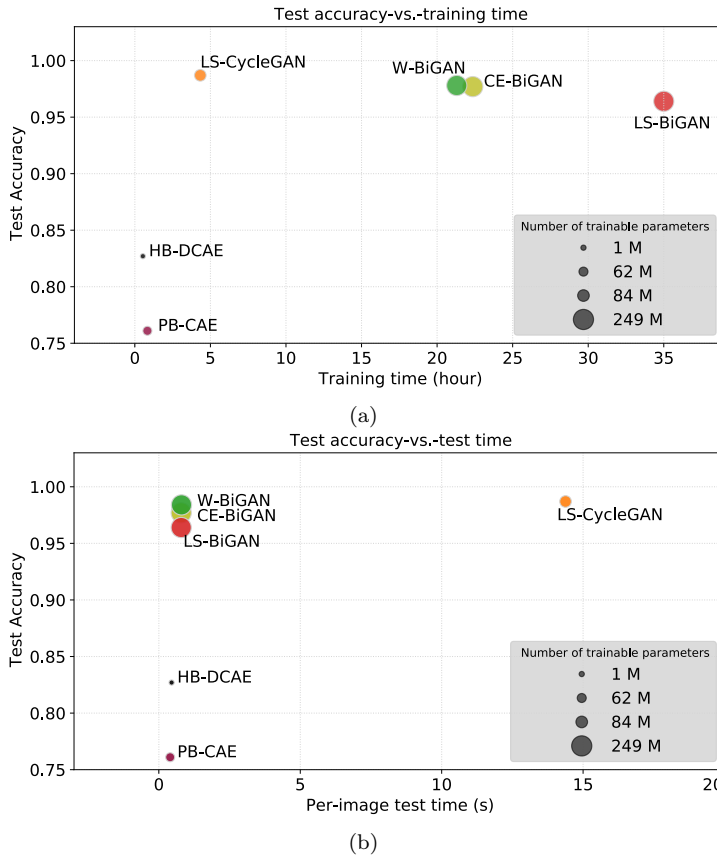 Test accuracy-vs.-training time
Test Accuracy
1.00
0.95
0.90
0.85
0.80
0.75
LS-CycleGAN
W-BiGAN
CE-BiGAN
LS-BiGAN
HB-DCAE
PB-CAE
Number of trainable parameters
1 M
62 M
84 M
249 M
0 5 10 15 20 25 30 35
Training time (hour)
(a)
Test accuracy-vs.-test time
Test Accuracy
1.00
0.95
0.90
0.85
0.80
0.75
W-BiGAN
CE-BiGAN
LS-BiGAN
LS-CycleGAN
HB-DCAE
PB-CAE
Number of trainable parameters
1 M
62 M
84 M
249 M
0 5 10 15 20
Per-image test time (s)
(b)